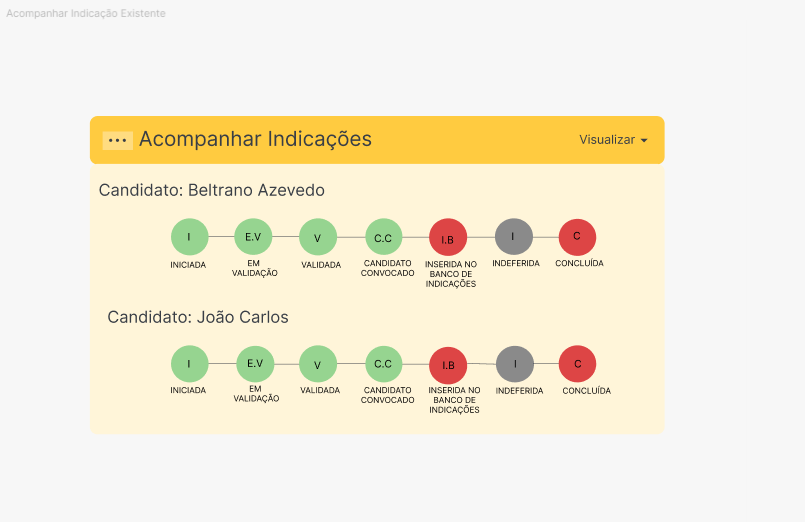 Acompanhar Indicação Existente
... Acompanhar Indicações Visualizar
Candidato: Beltrano Azevedo
I E.V V C.C I.B I C
INICIADA EM VALIDAÇÃO VALIDADA CANDIDATO CONVOCADO INSERIDA NO BANCO DE INDICAÇÕES INDEFERIDA CONCLUÍDA
Candidato: João Carlos
I E.V V C.C I.B I C
INICIADA EM VALIDAÇÃO VALIDADA CANDIDATO CONVOCADO INSERIDA NO BANCO DE INDICAÇÕES INDEFERIDA CONCLUÍDA